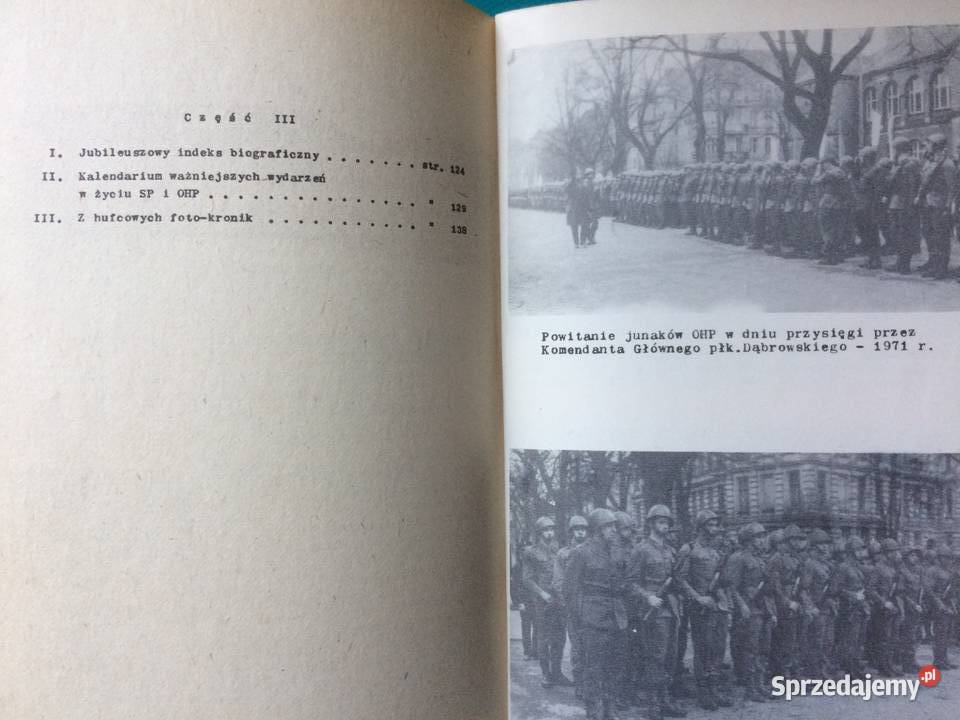 Część III
I. Jubileuszowy indeks biograficzny . . . . . . . str. 124
II. Kalendarium ważniejszych wydarzeń
w życiu SP i OHP . . . . . . . . . . . . . " 129
III. Z hufcowych foto-kronik . . . . . . . . . . . " 138
Powitanie junaków OHP w dniu przysięgi przez
Komendanta Głównego płk.Dąbrowskiego - 1971 r.
Sprzedajemy.pl